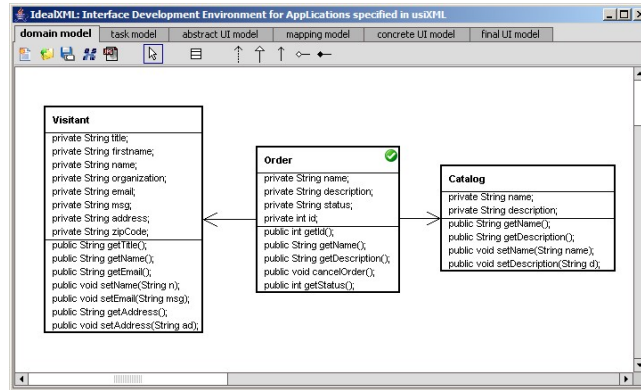 IdealXML: Interface Development Environment for AppLications specified in usiXML
domain model
task model
abstract UI model
mapping model
concrete UI model
final UI model
Visitant
private String title;
private String firstname;
private String name;
private String organization;
private String email;
private String msg;
private String address;
private String zipCode;
public String getTitle();
public String getName();
public String getEmail();
public void setName(String n);
public void setEmail(String msg);
public String getAddress();
public void setAddress(String ad);
Order
private String name;
private String description;
private String status;
private int id;
public int getId();
public String getName();
public String getDescription();
public void cancelOrder();
public int getStatus();
Catalog
private String name;
private String description;
public String getName();
public String getDescription();
public void setName(String name);
public void setDescription(String d);